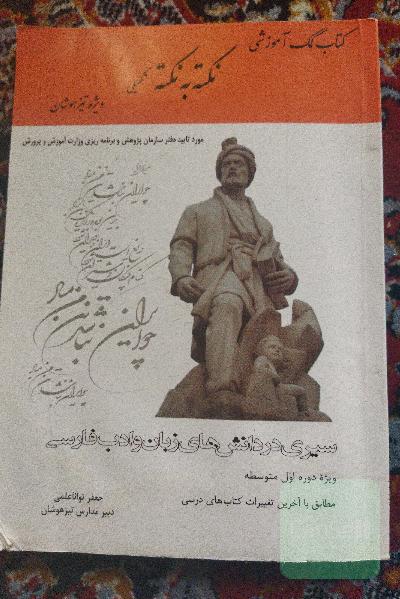 کتاب کمک آموزشی
نکته به نکته تکمیلی
ویژه تیزهوشان
مورد تایید دفتر سازمان پژوهش و برنامه ریزی وزارت آموزش و پرورش
چو ایران نباشد تن من مباد
سیری در دانش‌های زبان و ادب فارسی
ویژه دوره اول متوسطه
مطابق با آخرین تغییرات کتاب‌های درسی
جعفر تواناعلمی
دبیر مدارس تیزهوشان